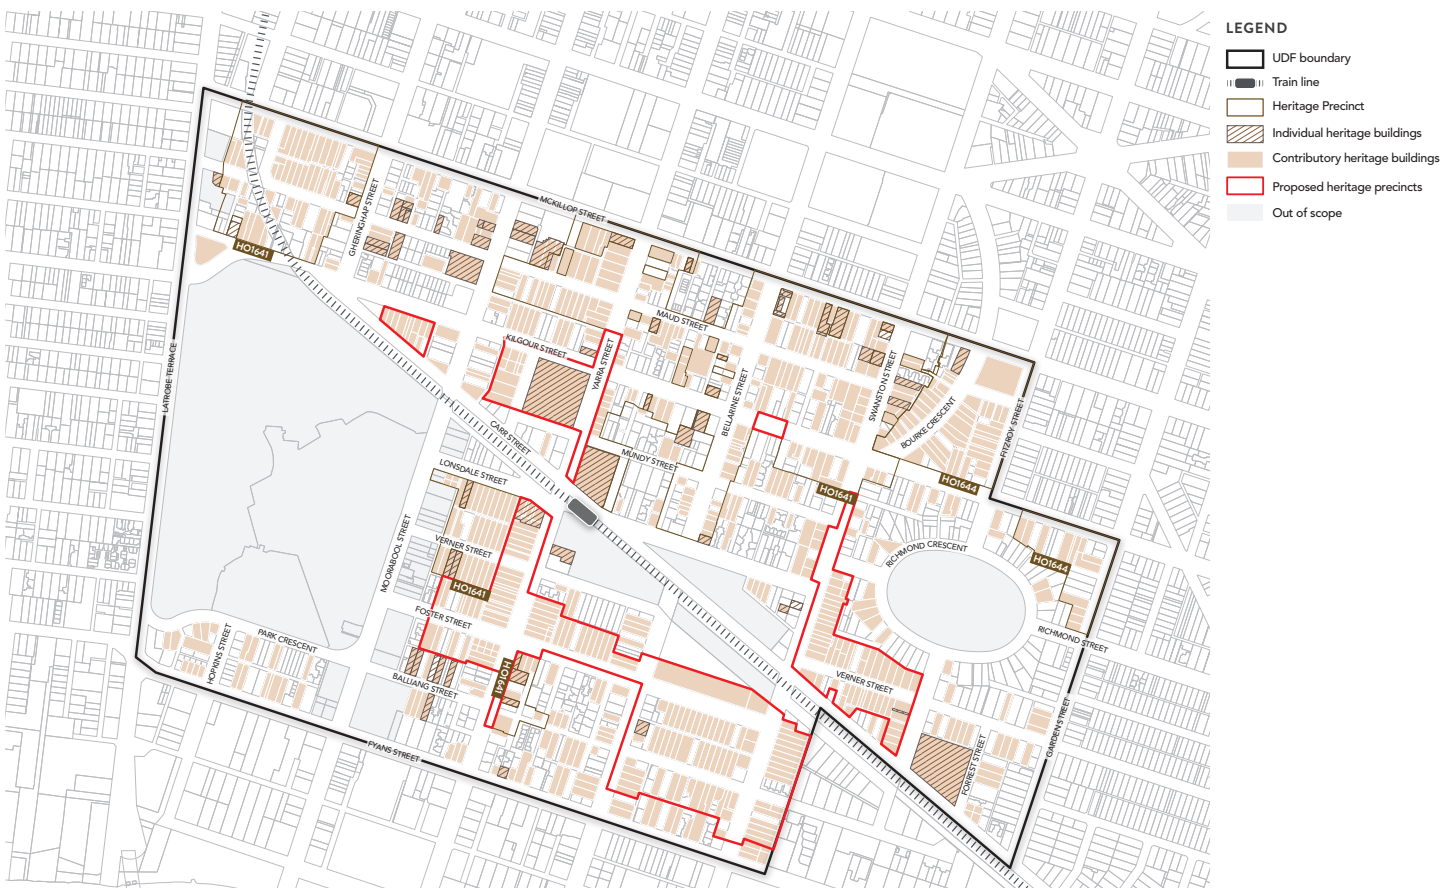 LEGEND
UDF boundary
Train line
Heritage Precinct
Individual heritage buildings
Contributory heritage buildings
Proposed heritage precincts
Out of scope
MCKILLOP STREET
GHERINGHAP STREET
HO1641
MAUD STREET
KILGOUR STREET
YARRA STREET
LATROBE TERRACE
BELLARINE STREET
SWANSTON STREET
BOURKE CRESCENT
FITZROY STREET
CARR STREET
MUNDY STREET
LONSDALE STREET
HO1641
HO1644
MOORABOOL STREET
VERNER STREET
RICHMOND CRESCENT
HO1644
HO1641
FOSTER STREET
HOPKINS STREET
PARK CRESCENT
RICHMOND STREET
HO1641
BALLIANG STREET
VERNER STREET
FYANS STREET
FORREST STREET
GARDEN STREET